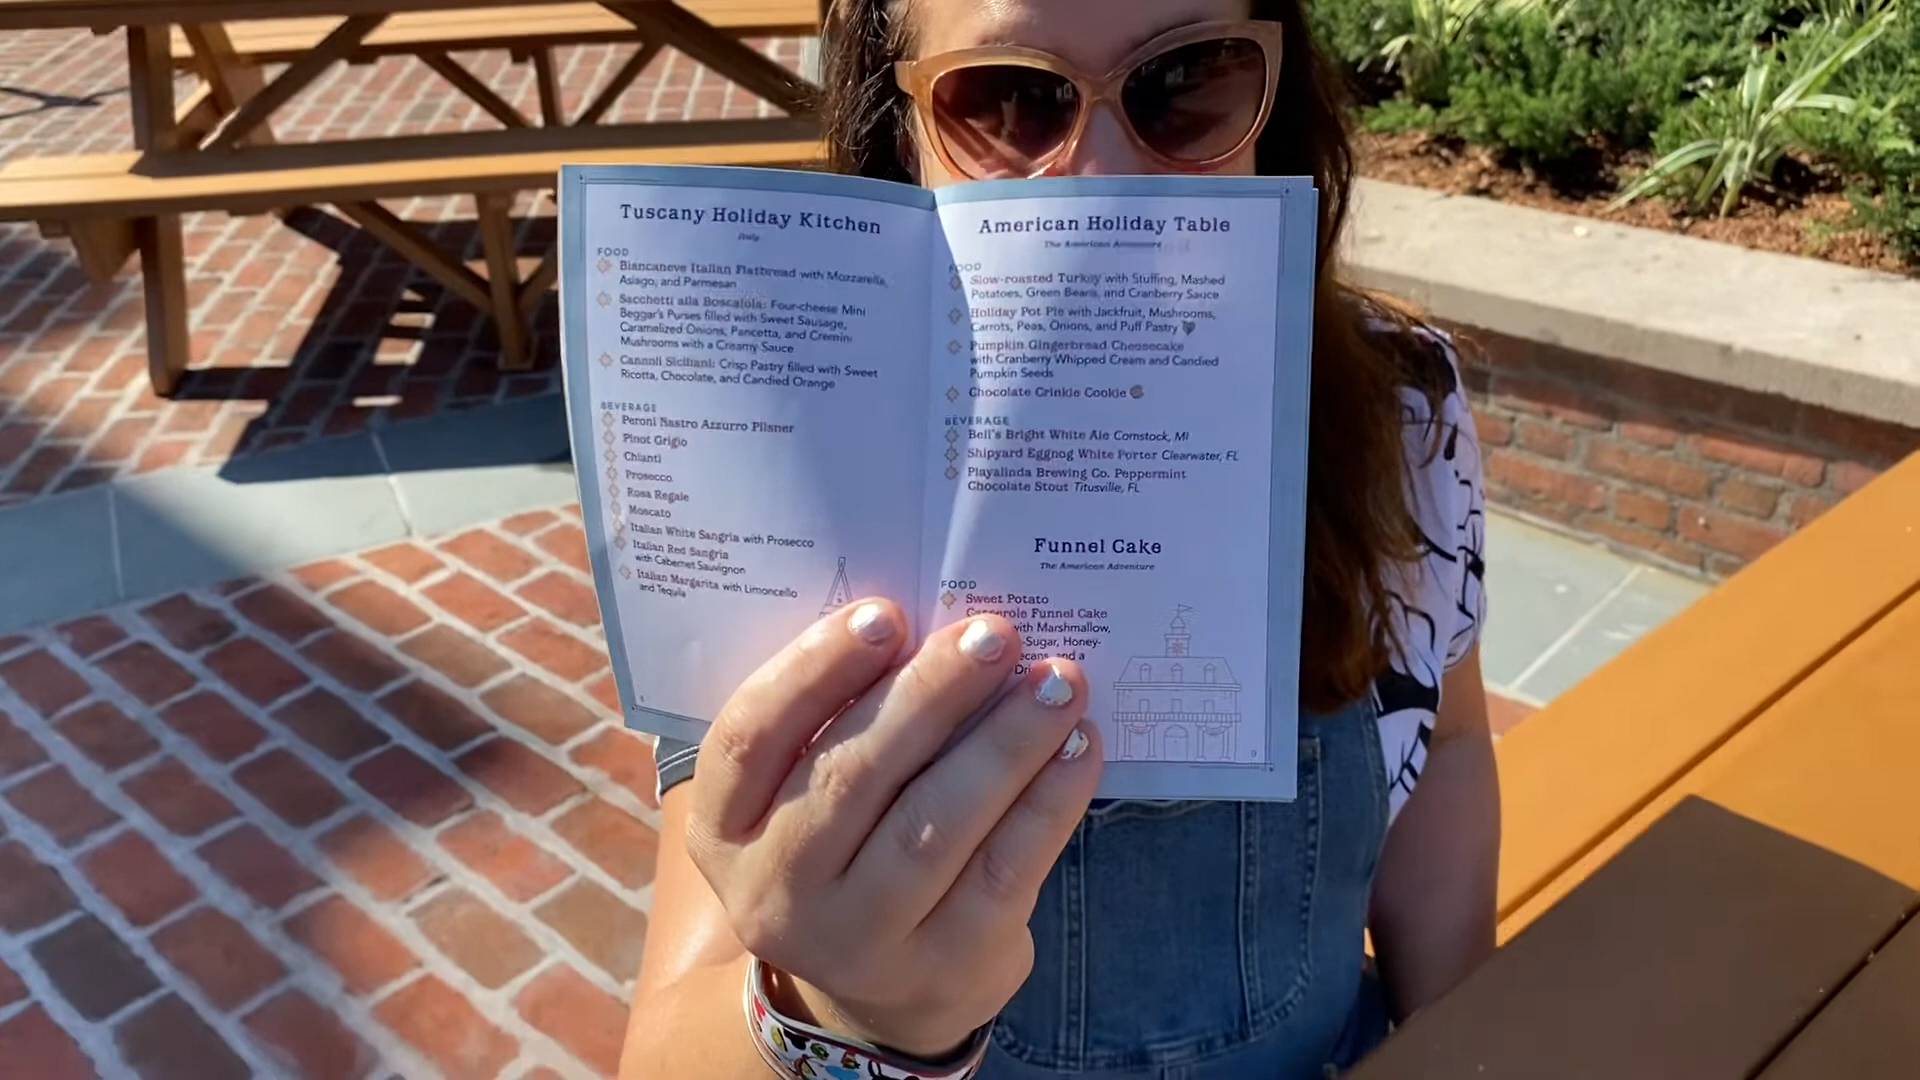 Tuscany Holiday Kitchen
Italy
FOOD
Biancaneve Italian Flatbread with Mozzarella,
Asiago, and Parmesan
Sacchetti alla Boscaiola: Four-cheese Mini
Beggar's Purses filled with Sweet Sausage,
Caramelized Onions, Pancetta, and Cremini
Mushrooms with a Creamy Sauce
Cannoli Siciliani: Crisp Pastry filled with Sweet
Ricotta, Chocolate, and Candied Orange
BEVERAGE
Peroni Nastro Azzurro Pilsner
Pinot Grigio
Chianti
Prosecco
Rosa Regale
Moscato
Italian White Sangria with Prosecco
Italian Red Sangria
with Cabernet Sauvignon
Italian Margarita with Limoncello
and Tequila
American Holiday Table
The American Adventure
FOOD
Slow-roasted Turkey with Stuffing, Mashed
Potatoes, Green Beans, and Cranberry Sauce
Holiday Pot Pie with Jackfruit, Mushrooms,
Carrots, Peas, Onions, and Puff Pastry
Pumpkin Gingerbread Cheesecake
with Cranberry Whipped Cream and Candied
Pumpkin Seeds
Chocolate Crinkle Cookie
BEVERAGE
Bell's Bright White Ale Comstock, MI
Shipyard Eggnog White Porter Clearwater, FL
Playalinda Brewing Co. Peppermint
Chocolate Stout Titusville, FL
Funnel Cake
The American Adventure
FOOD
Sweet Potato
Casserole Funnel Cake
with Marshmallow,
-Sugar, Honey-
and a
9